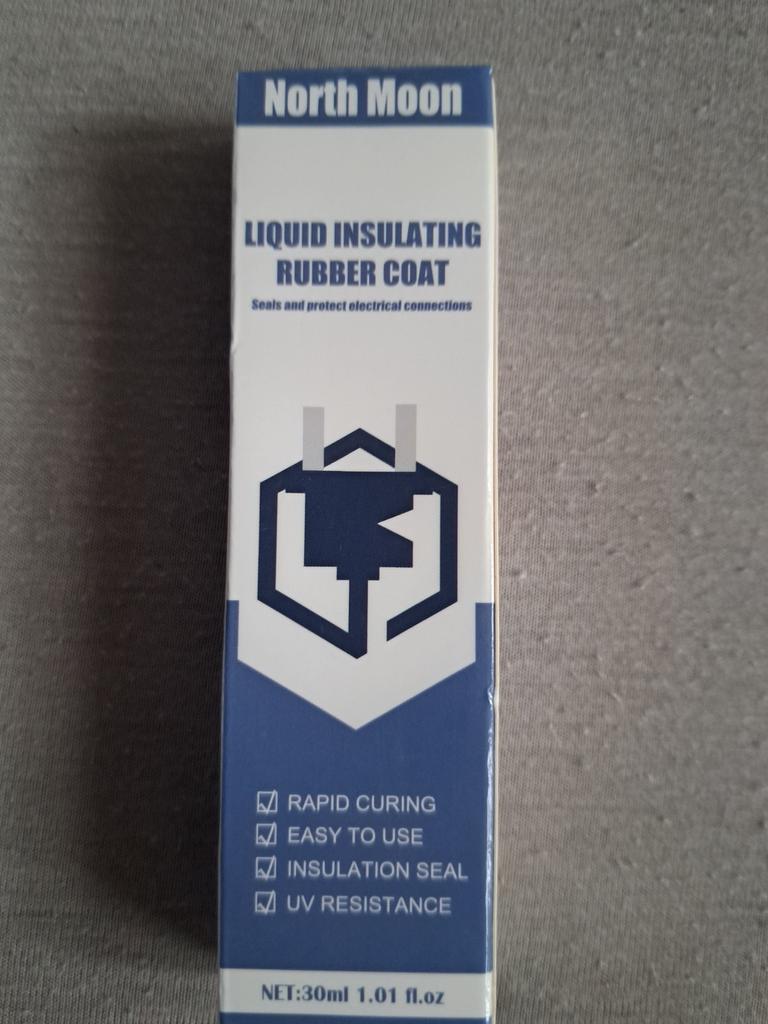 North Moon
LIQUID INSULATING
RUBBER COAT
Seals and protect electrical connections
RAPID CURING
EASY TO USE
INSULATION SEAL
UV RESISTANCE
NET:30ml 1.01 fl.oz